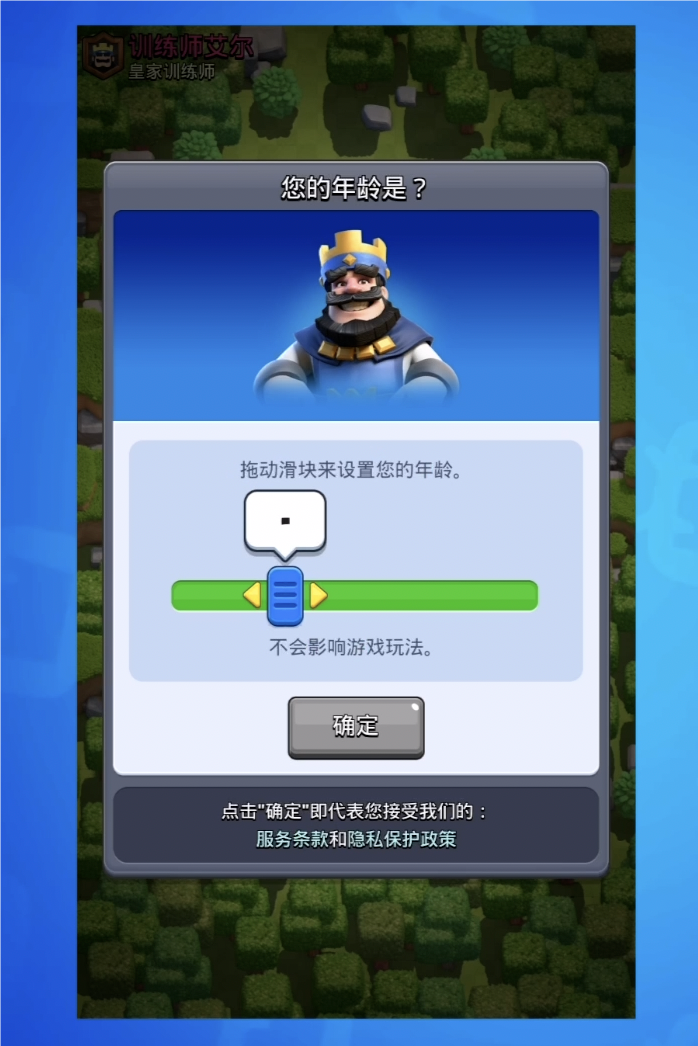 训练师艾尔
皇家训练师
您的年龄是？
拖动滑块来设置您的年龄。
不会影响游戏玩法。
确定
点击"确定"即代表您接受我们的：
服务条款和隐私保护政策